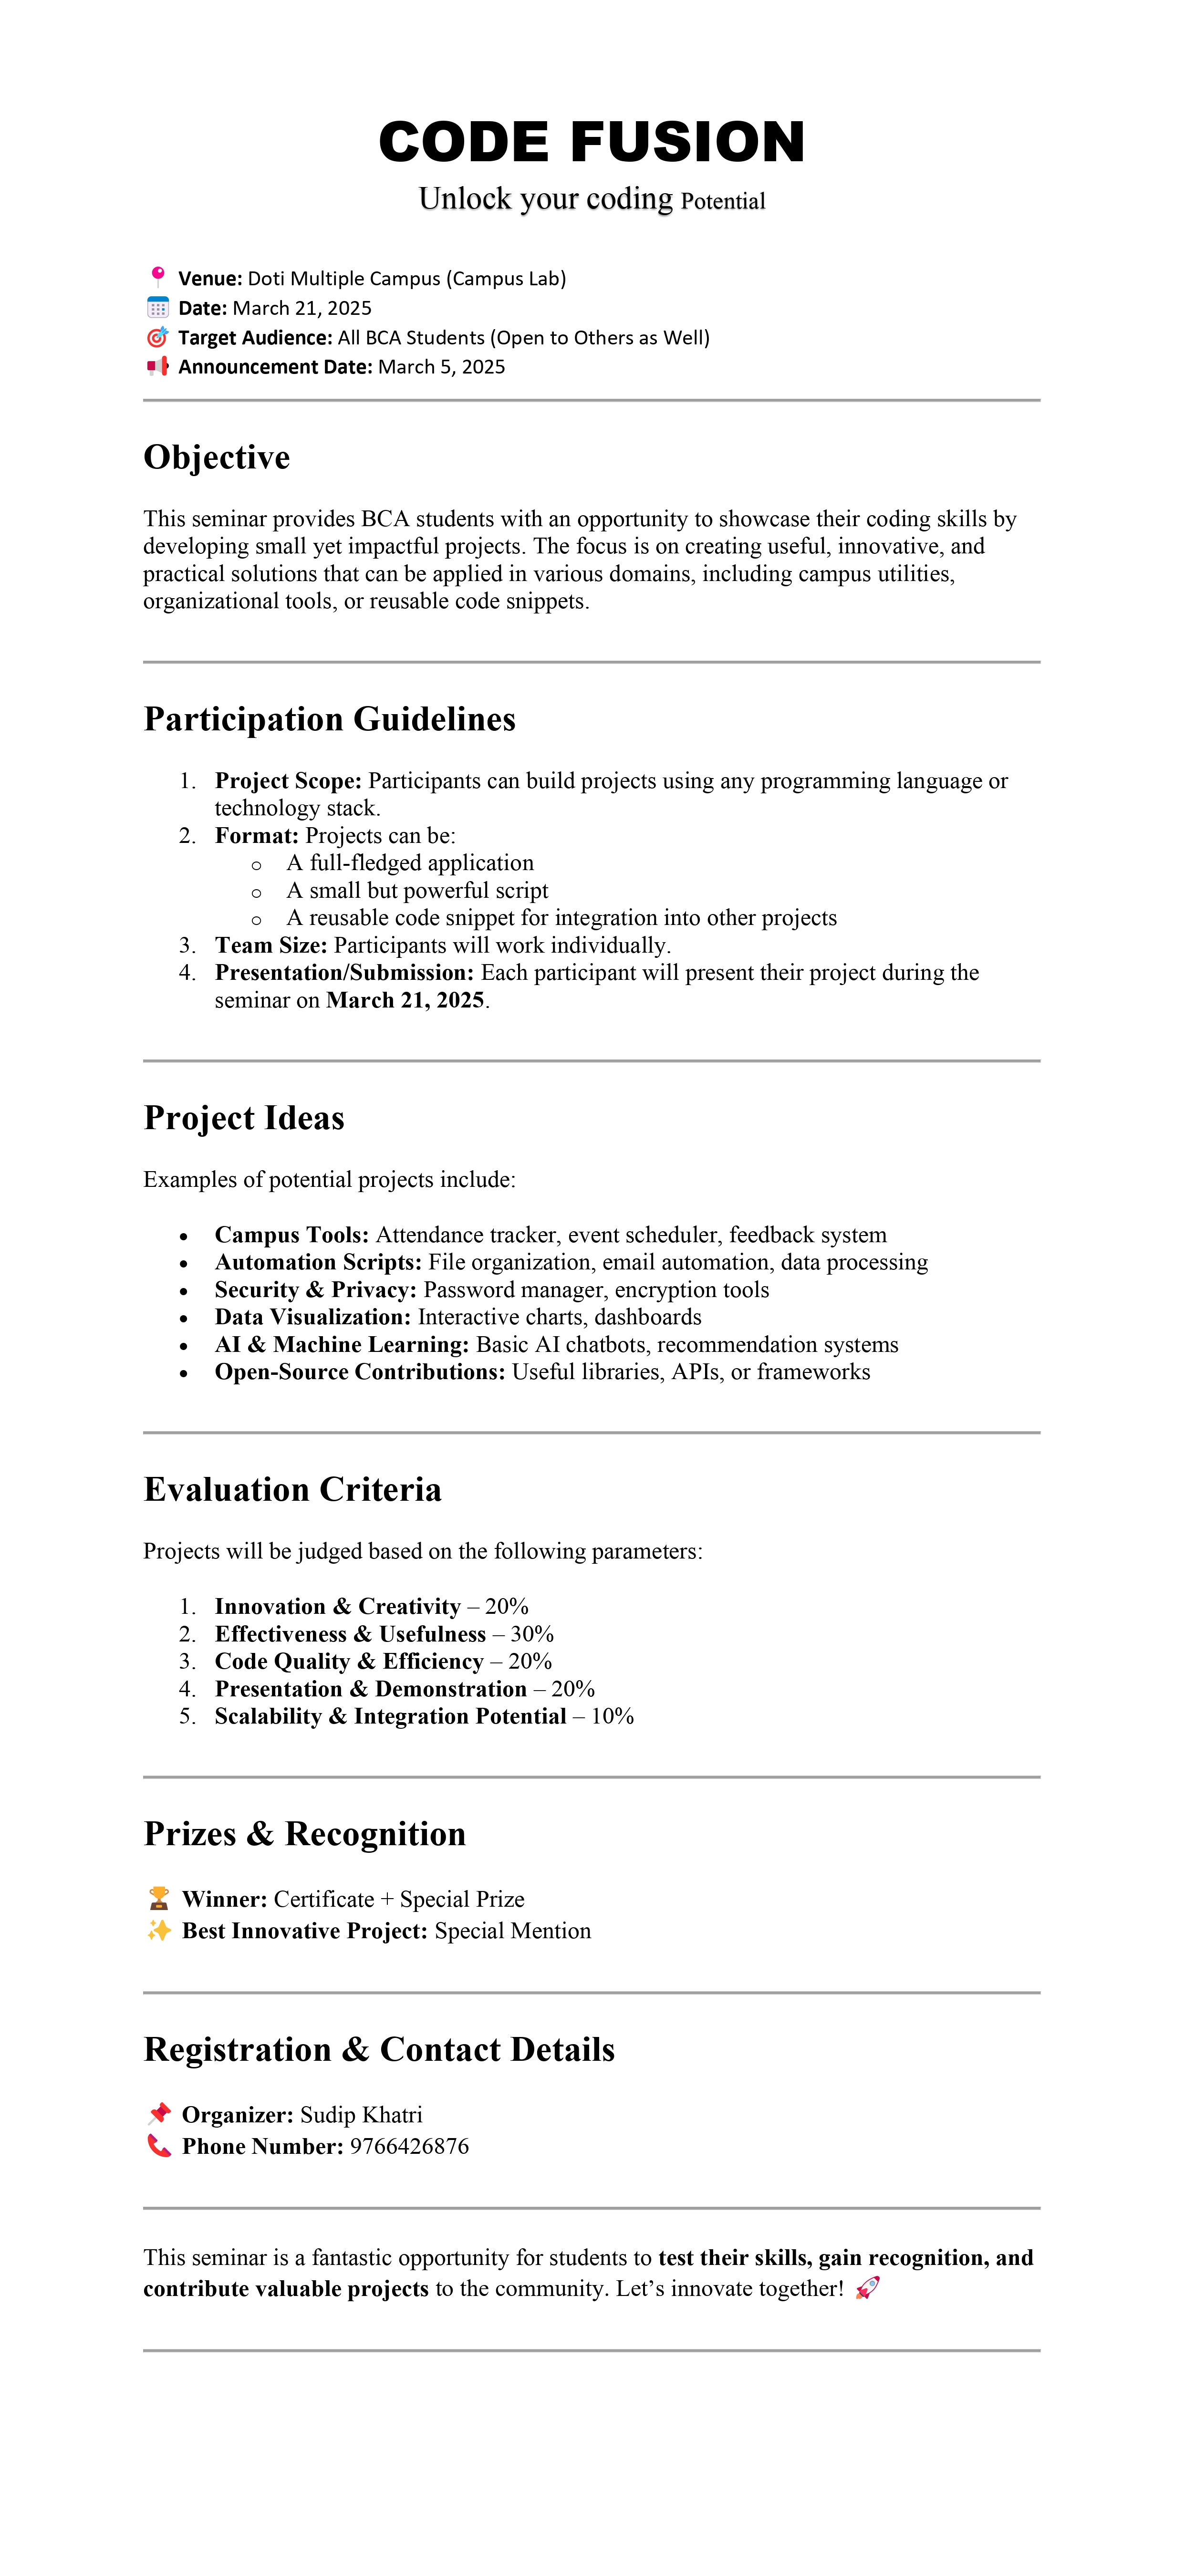 CODE FUSION
Unlock your coding Potential
📍 Venue: Doti Multiple Campus (Campus Lab)
📅 Date: March 21, 2025
🎯 Target Audience: All BCA Students (Open to Others as Well)
📢 Announcement Date: March 5, 2025
Objective
This seminar provides BCA students with an opportunity to showcase their coding skills by
developing small yet impactful projects. The focus is on creating useful, innovative, and
practical solutions that can be applied in various domains, including campus utilities,
organizational tools, or reusable code snippets.
Participation Guidelines
1. Project Scope: Participants can build projects using any programming language or
technology stack.
2. Format: Projects can be:
o A full-fledged application
o A small but powerful script
o A reusable code snippet for integration into other projects
3. Team Size: Participants will work individually.
4. Presentation/Submission: Each participant will present their project during the
seminar on March 21, 2025.
Project Ideas
Examples of potential projects include:
• Campus Tools: Attendance tracker, event scheduler, feedback system
• Automation Scripts: File organization, email automation, data processing
• Security & Privacy: Password manager, encryption tools
• Data Visualization: Interactive charts, dashboards
• AI & Machine Learning: Basic AI chatbots, recommendation systems
• Open-Source Contributions: Useful libraries, APIs, or frameworks
Evaluation Criteria
Projects will be judged based on the following parameters:
1. Innovation & Creativity – 20%
2. Effectiveness & Usefulness – 30%
3. Code Quality & Efficiency – 20%
4. Presentation & Demonstration – 20%
5. Scalability & Integration Potential – 10%
Prizes & Recognition
🏆 Winner: Certificate + Special Prize
✨ Best Innovative Project: Special Mention
Registration & Contact Details
📌 Organizer: Sudip Khatri
📞 Phone Number: 9766426876
This seminar is a fantastic opportunity for students to test their skills, gain recognition, and
contribute valuable projects to the community. Let’s innovate together! 🚀